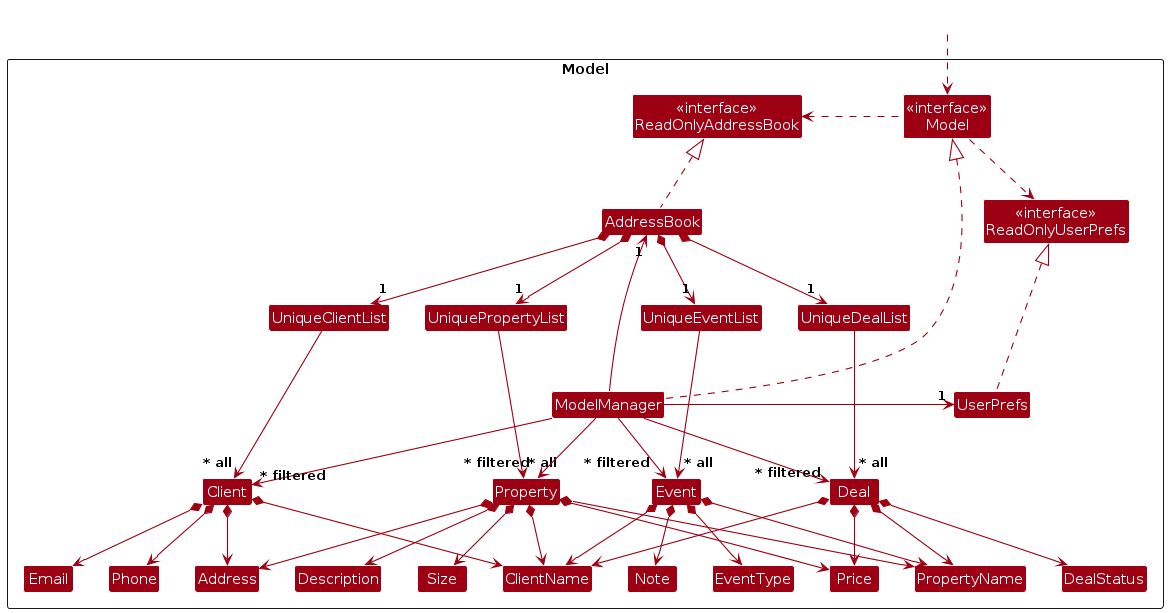 Model
«interface»
ReadOnlyAddressBook
«interface»
Model
«interface»
ReadOnlyUserPrefs
AddressBook
1
1
1
1
1
UniqueClientList
UniquePropertyList
UniqueEventList
UniqueDealList
ModelManager
1
UserPrefs
* all
* filtered
* filtered
* all
* filtered
* all
* filtered
* all
Client
Property
Event
Deal
Email
Phone
Address
Description
Size
ClientName
Note
EventType
Price
PropertyName
DealStatus